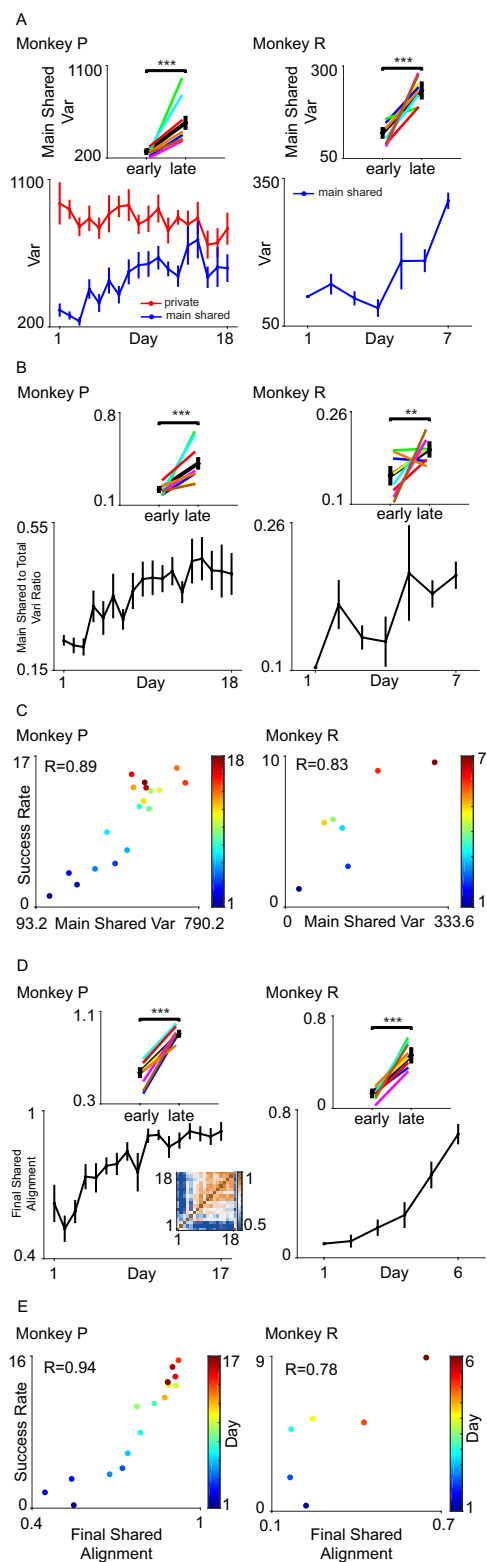 A
Monkey P
Monkey R
Main Shared
Var
1100
200
***
early late
Main Shared
Var
300
50
***
early late
1100
Var
200
private
main shared
1
Day
18
350
Var
50
main shared
1
Day
7
B
Monkey P
Monkey R
0.8
0.1
***
early late
0.26
0.1
**
early late
0.55
Main Shared to Total
Vari Ratio
0.15
1
Day
18
0.26
0.1
1
Day
7
C
Monkey P
Monkey R
17
R=0.89
Success Rate
0
93.2 Main Shared Var 790.2
18
1
10
R=0.83
0
0 Main Shared Var 333.6
7
1
D
Monkey P
Monkey R
1.1
0.3
***
early late
0.8
0
***
early late
1
Final Shared
Alignment
0.4
18
1
1 18
1
0.5
1
Day
17
0.8
0
1
Day
6
E
Monkey P
Monkey R
16
R=0.94
Success Rate
0
0.4
1
Final Shared
Alignment
17
Day
1
9
R=0.78
0
0.1
0.7
Final Shared
Alignment
6
Day
1